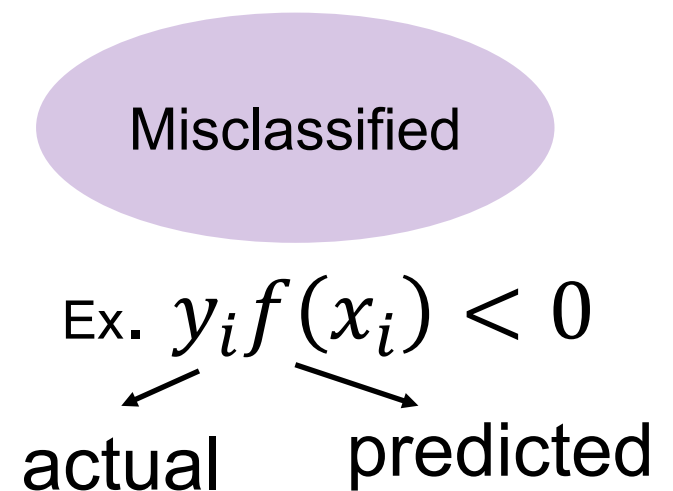 Misclassified
Ex. yᵢf(xᵢ) < 0
actual predicted